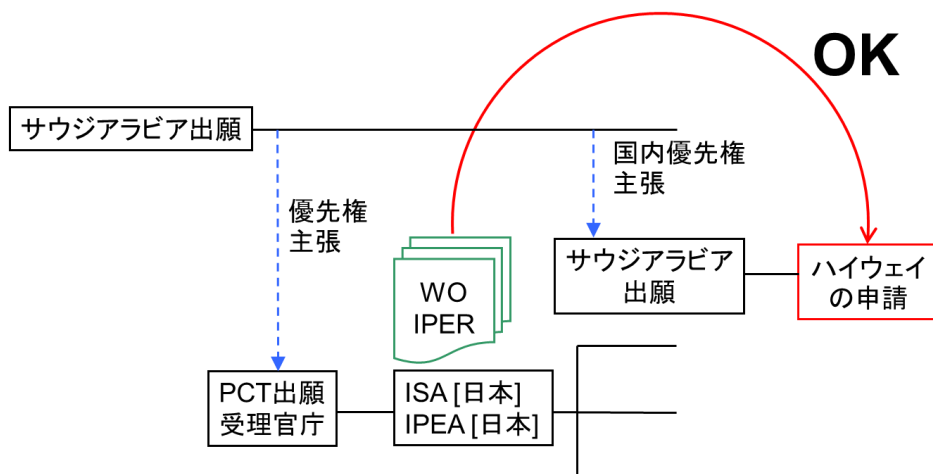 OK
サウジアラビア出願
国内優先権
主張
優先権
主張
サウジアラビア
出願
ハイウェイ
の申請
WO
IPER
PCT出願
受理官庁
ISA [日本]
IPEA [日本]